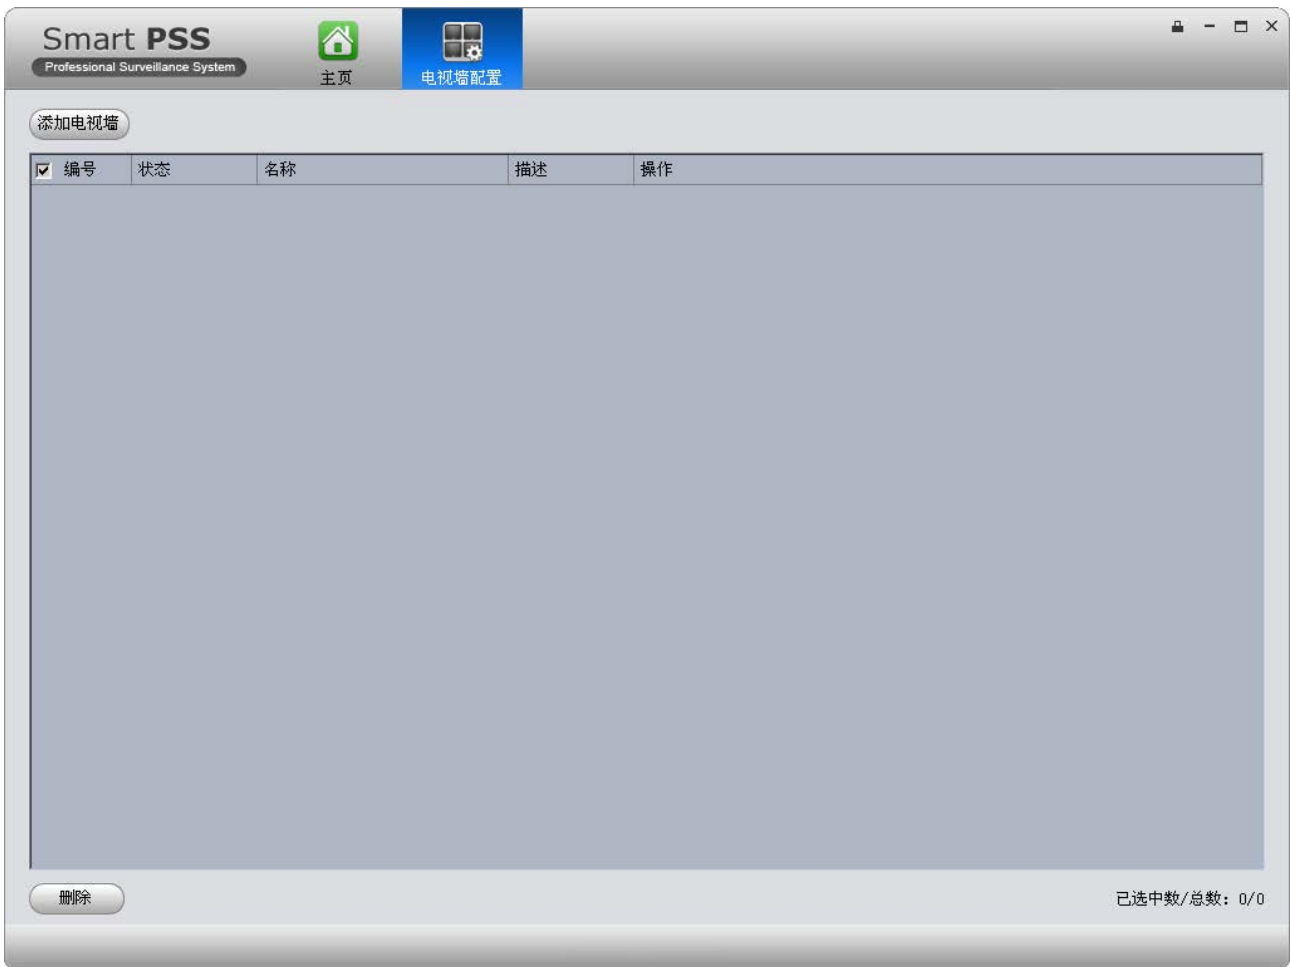 Smart PSS
Professional Surveillance System
主页
电视墙配置
添加电视墙
编号 状态 名称 描述 操作
删除
已选中数/总数: 0/0